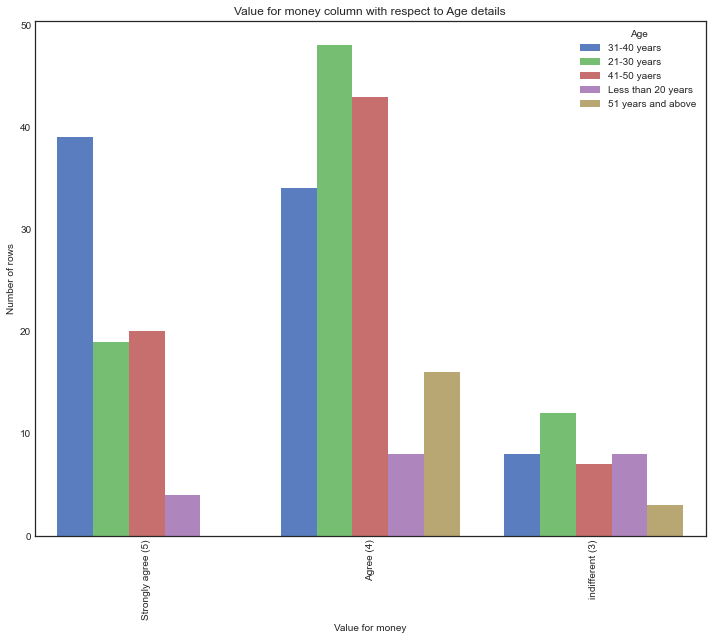 Value for money column with respect to Age details
Age
31-40 years
21-30 years
41-50 yaers
Less than 20 years
51 years and above
Number of rows
50
40
30
20
10
0
Strongly agree (5)
Agree (4)
indifferent (3)
Value for money